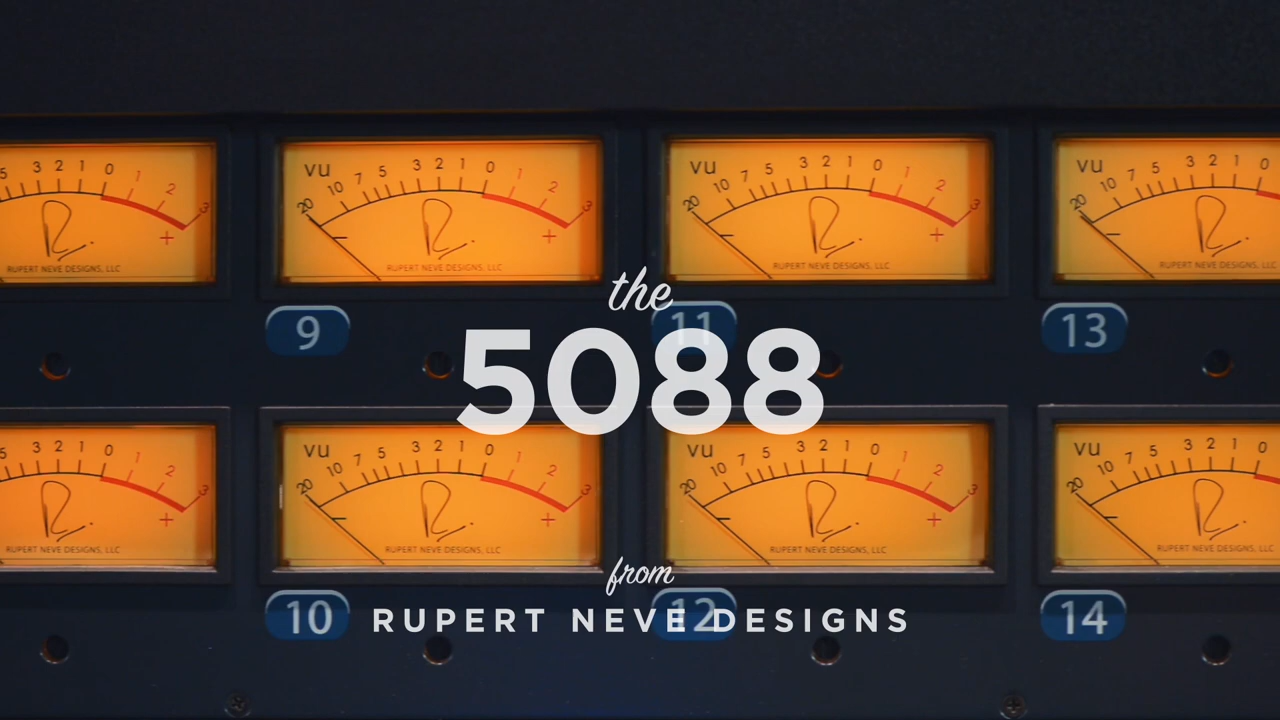 5 3 2 1 0 1 2 3 +
RUPERT NEVE DESIGNS, LLC
VU 20 10 7 5 3 2 1 0 1 2 3 +
R.
RUPERT NEVE DESIGNS, LLC
VU 20 10 7 5 3 2 1 0 1 2 3 +
R.
RUPERT NEVE DESIGNS, LLC
VU 20 10 7 5 3 2 1 0
R.
RUPERT NEVE DESIGNS, LLC
the
9
11
13
5088
5 3 2 1 0 1 2 3 +
R.
RUPERT NEVE DESIGNS, LLC
VU 20 10 7 5 3 2 1 0 1 2 3 +
R.
RUPERT NEVE DESIGNS, LLC
VU 20 10 7 5 3 2 1 0 1 2 3 +
R.
RUPERT NEVE DESIGNS, LLC
VU 20 10 7 5 3 2 1 0
R.
RUPERT NEVE DESIGNS, LLC
from
10
12
14
RUPERT NEVE DESIGNS